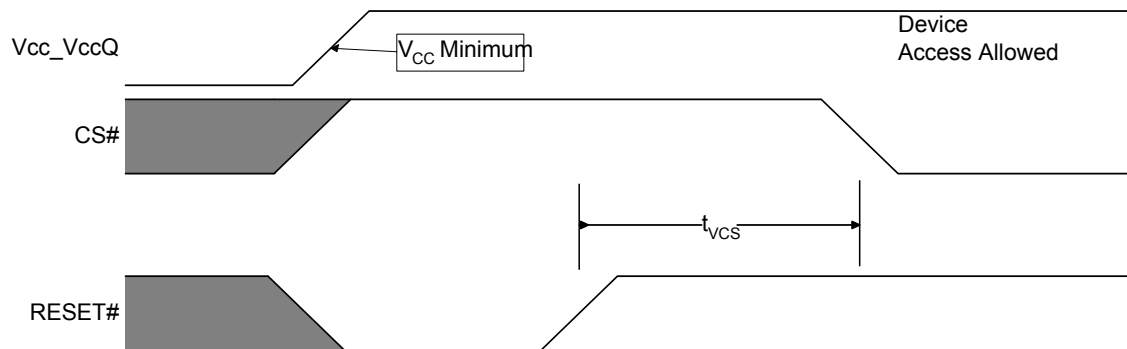 Vcc_VccQ
VCC Minimum
Device
Access Allowed
CS#
tVCS
RESET#